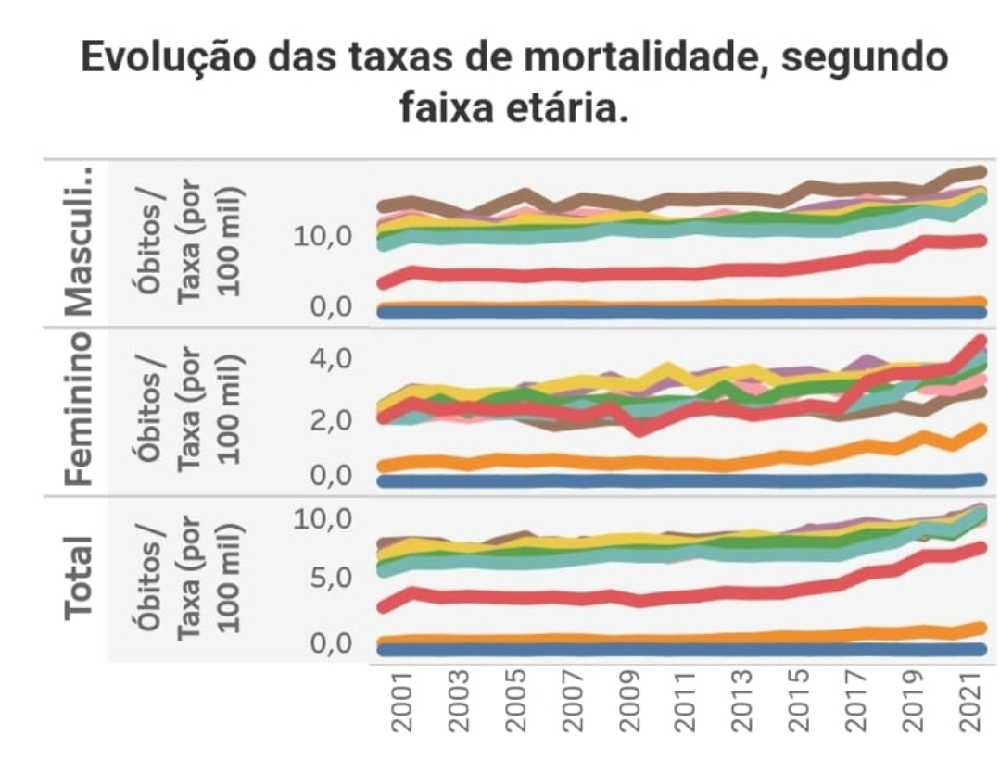 Evolução das taxas de mortalidade, segundo
faixa etária.
Masculi..
Óbitos /
Taxa (por
100 mil)
10,0
0,0
Feminino
Óbitos /
Taxa (por
100 mil)
4,0
2,0
0,0
Total
Óbitos /
Taxa (por
100 mil)
10,0
5,0
0,0
2001
2003
2005
2007
2009
2011
2013
2015
2017
2019
2021